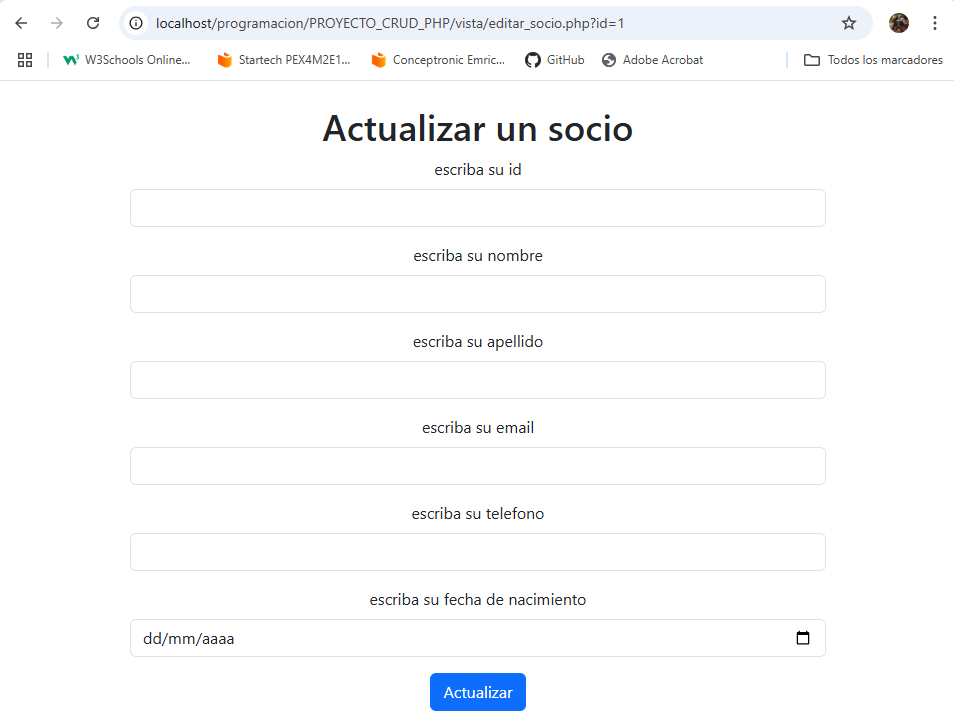 localhost/programacion/PROYECTO_CRUD_PHP/vista/editar_socio.php?id=1
W3Schools Online... Startech PEX4M2E1... Conceptronic Emric... GitHub Adobe Acrobat Todos los marcadores
Actualizar un socio
escriba su id
escriba su nombre
escriba su apellido
escriba su email
escriba su telefono
escriba su fecha de nacimiento
dd/mm/aaaa
Actualizar